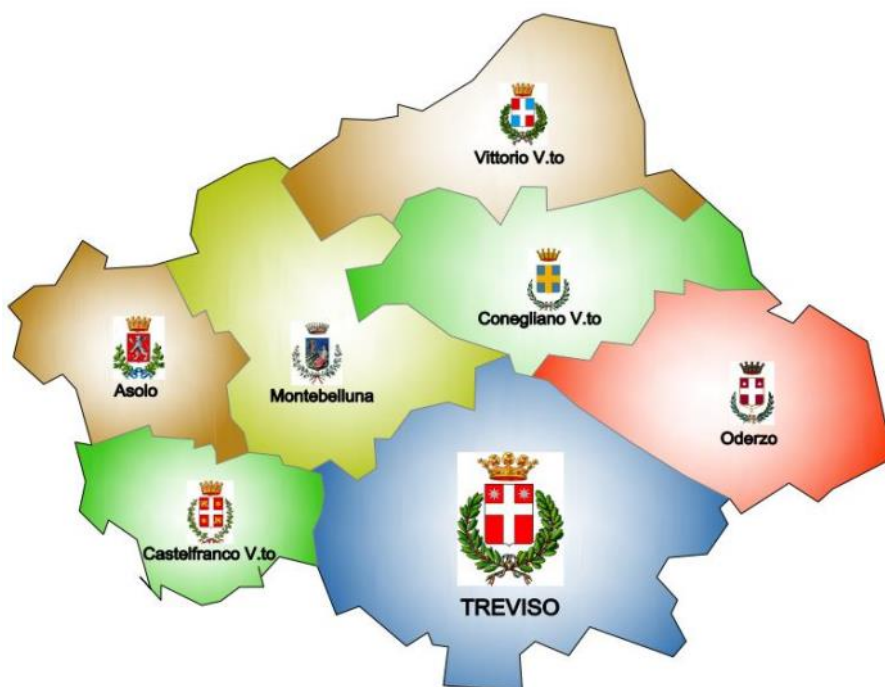 Vittorio V.to
Conegliano V.to
Asolo
Montebelluna
Oderzo
Castelfranco V.to
TREVISO